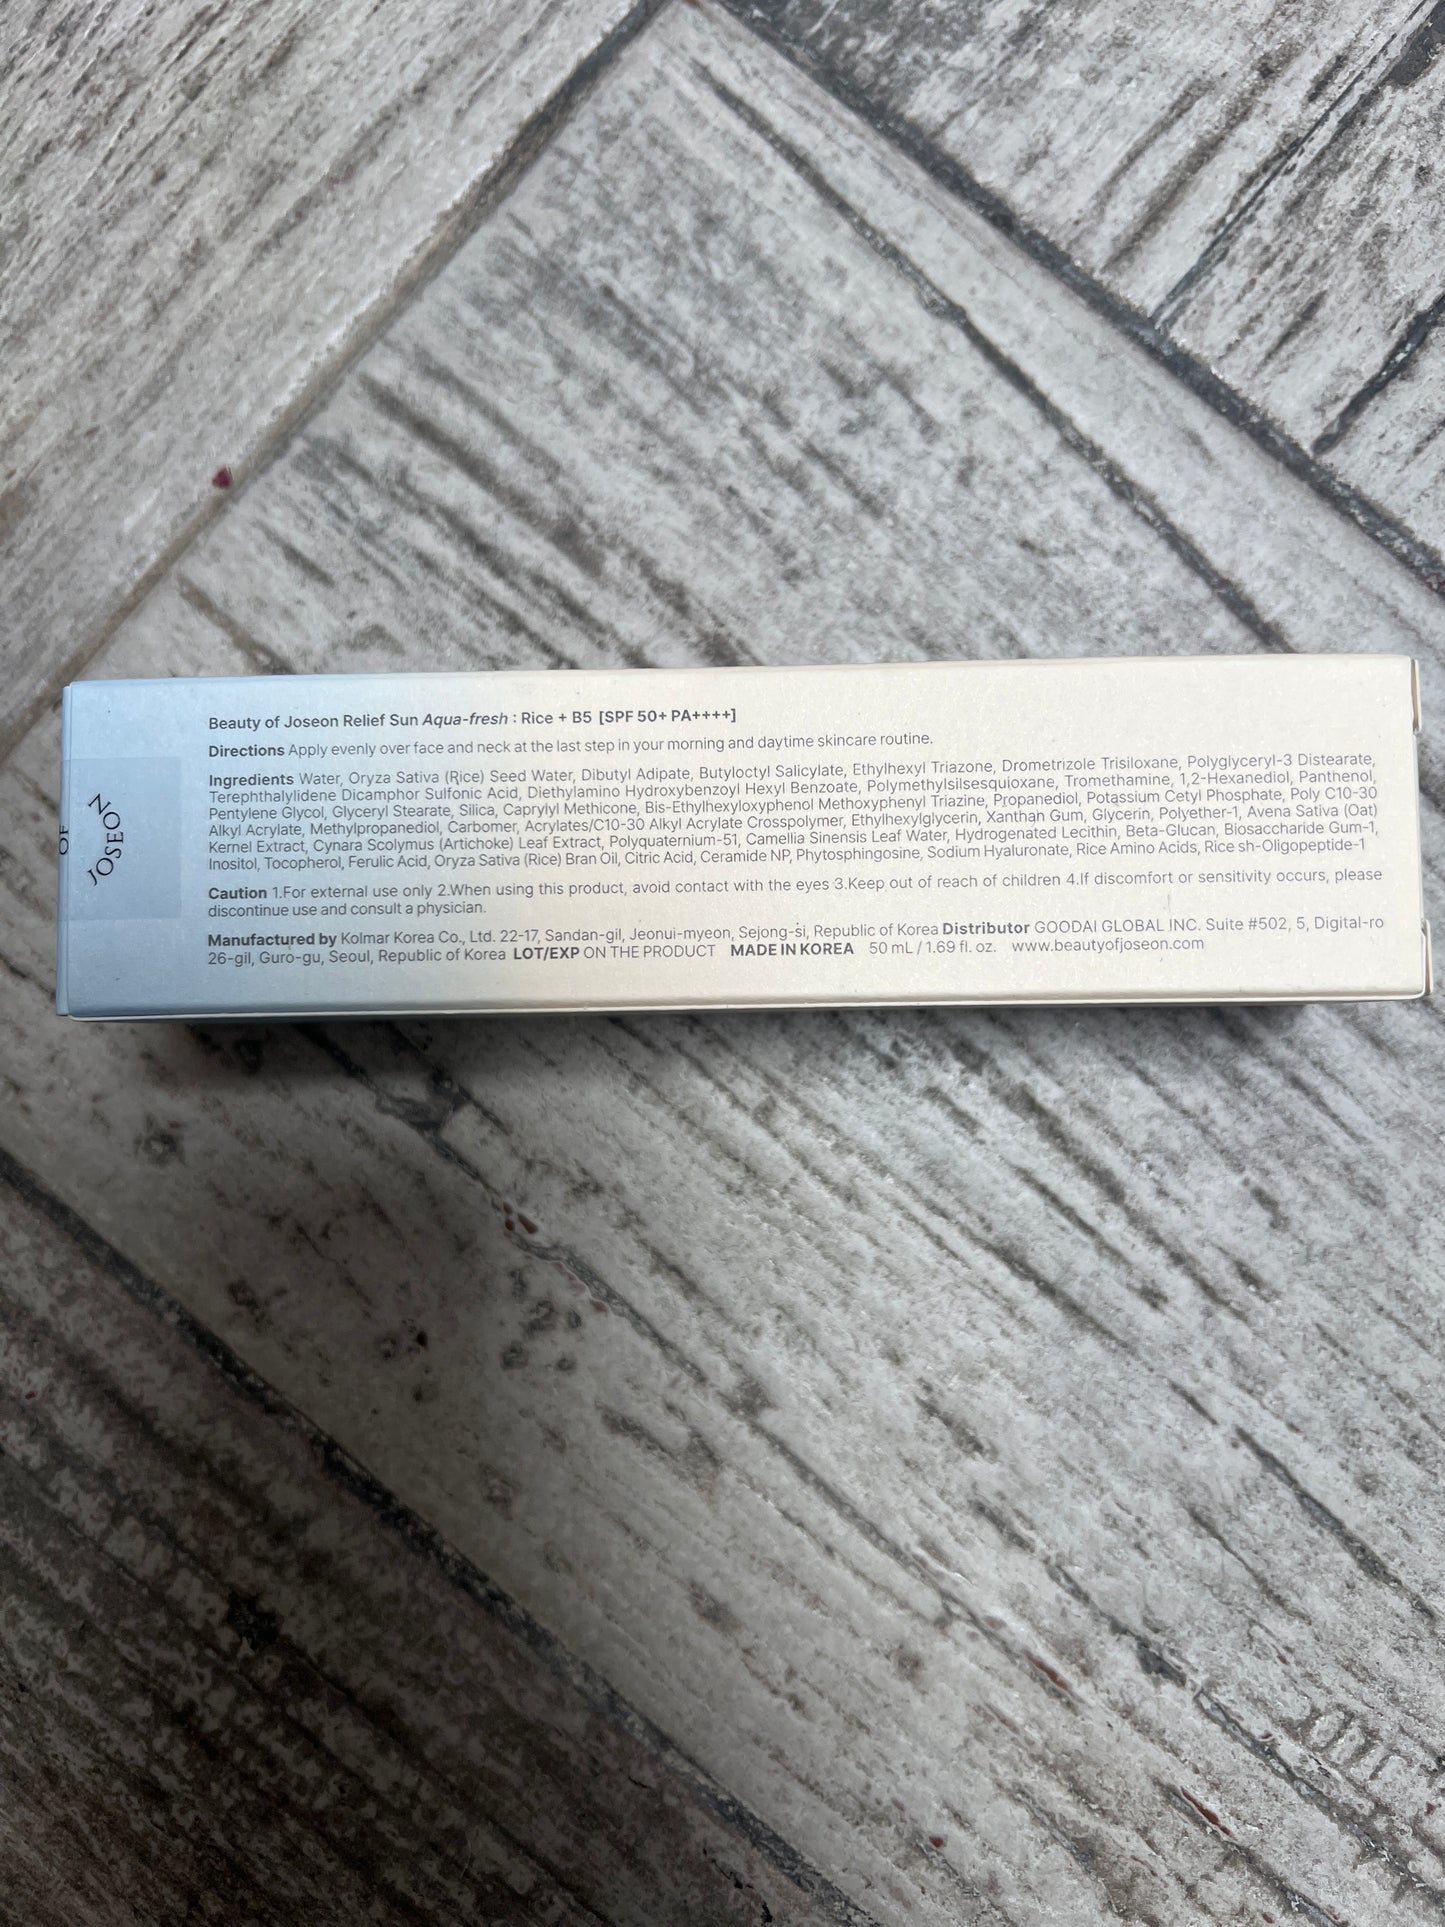 OF
JOSEON
Beauty of Joseon Relief Sun Aqua-fresh : Rice + B5 [SPF 50+ PA++++]
Directions Apply evenly over face and neck at the last step in your morning and daytime skincare routine.
Ingredients Water, Oryza Sativa (Rice) Seed Water, Dibutyl Adipate, Butyloctyl Salicylate, Ethylhexyl Triazone, Drometrizole Trisiloxane, Polyglyceryl-3 Distearate,
Terephthalylidene Dicamphor Sulfonic Acid, Diethylamino Hydroxybenzoyl Hexyl Benzoate, Polymethylsilsesquioxane, Tromethamine, 1,2-Hexanediol, Panthenol,
Pentylene Glycol, Glyceryl Stearate, Silica, Caprylyl Methicone, Bis-Ethylhexyloxyphenol Methoxyphenyl Triazine, Propanediol, Potassium Cetyl Phosphate, Poly C10-30
Alkyl Acrylate, Methylpropanediol, Carbomer, Acrylates/C10-30 Alkyl Acrylate Crosspolymer, Ethylhexylglycerin, Xanthan Gum, Glycerin, Polyether-1, Avena Sativa (Oat)
Kernel Extract, Cynara Scolymus (Artichoke) Leaf Extract, Polyquaternium-51, Camellia Sinensis Leaf Water, Hydrogenated Lecithin, Beta-Glucan, Biosaccharide Gum-1,
Inositol, Tocopherol, Ferulic Acid, Oryza Sativa (Rice) Bran Oil, Citric Acid, Ceramide NP, Phytosphingosine, Sodium Hyaluronate, Rice Amino Acids, Rice sh-Oligopeptide-1
Caution 1.For external use only 2.When using this product, avoid contact with the eyes 3.Keep out of reach of children 4.If discomfort or sensitivity occurs, please
discontinue use and consult a physician.
Manufactured by Kolmar Korea Co., Ltd. 22-17, Sandan-gil, Jeonui-myeon, Sejong-si, Republic of Korea Distributor GOODAI GLOBAL INC. Suite #502, 5, Digital-ro
26-gil, Guro-gu, Seoul, Republic of Korea LOT/EXP ON THE PRODUCT MADE IN KOREA 50 mL / 1.69 fl. oz. www.beautyofjoseon.com